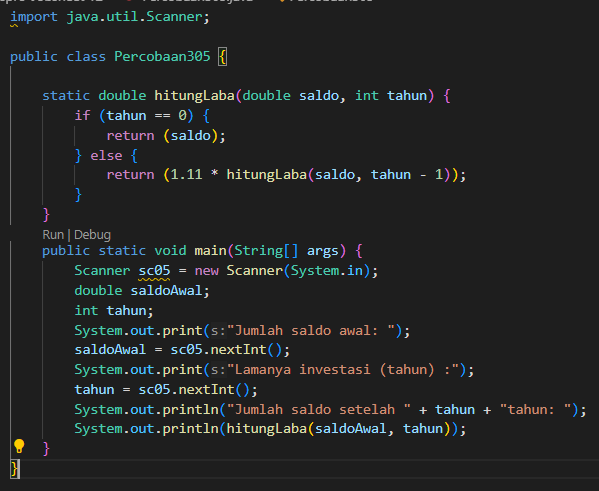 import java.util.Scanner;
public class Percobaan305 {
static double hitungLaba(double saldo, int tahun) {
if (tahun == 0) {
return (saldo);
} else {
return (1.11 * hitungLaba(saldo, tahun - 1));
}
}
Run | Debug
public static void main(String[] args) {
Scanner sc05 = new Scanner(System.in);
double saldoAwal;
int tahun;
System.out.print(s:"Jumlah saldo awal: ");
saldoAwal = sc05.nextInt();
System.out.print(s:"Lamanya investasi (tahun) :");
tahun = sc05.nextInt();
System.out.println("Jumlah saldo setelah " + tahun + "tahun: ");
System.out.println(hitungLaba(saldoAwal, tahun));
}
}